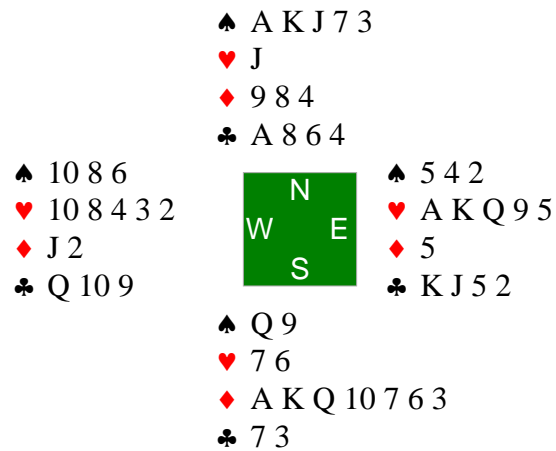 ♠ A K J 7 3
♥ J
♦ 9 8 4
♣ A 8 6 4
♠ 10 8 6
♥ 10 8 4 3 2
♦ J 2
♣ Q 10 9
N
W E
S
♠ 5 4 2
♥ A K Q 9 5
♦ 5
♣ K J 5 2
♠ Q 9
♥ 7 6
♦ A K Q 10 7 6 3
♣ 7 3